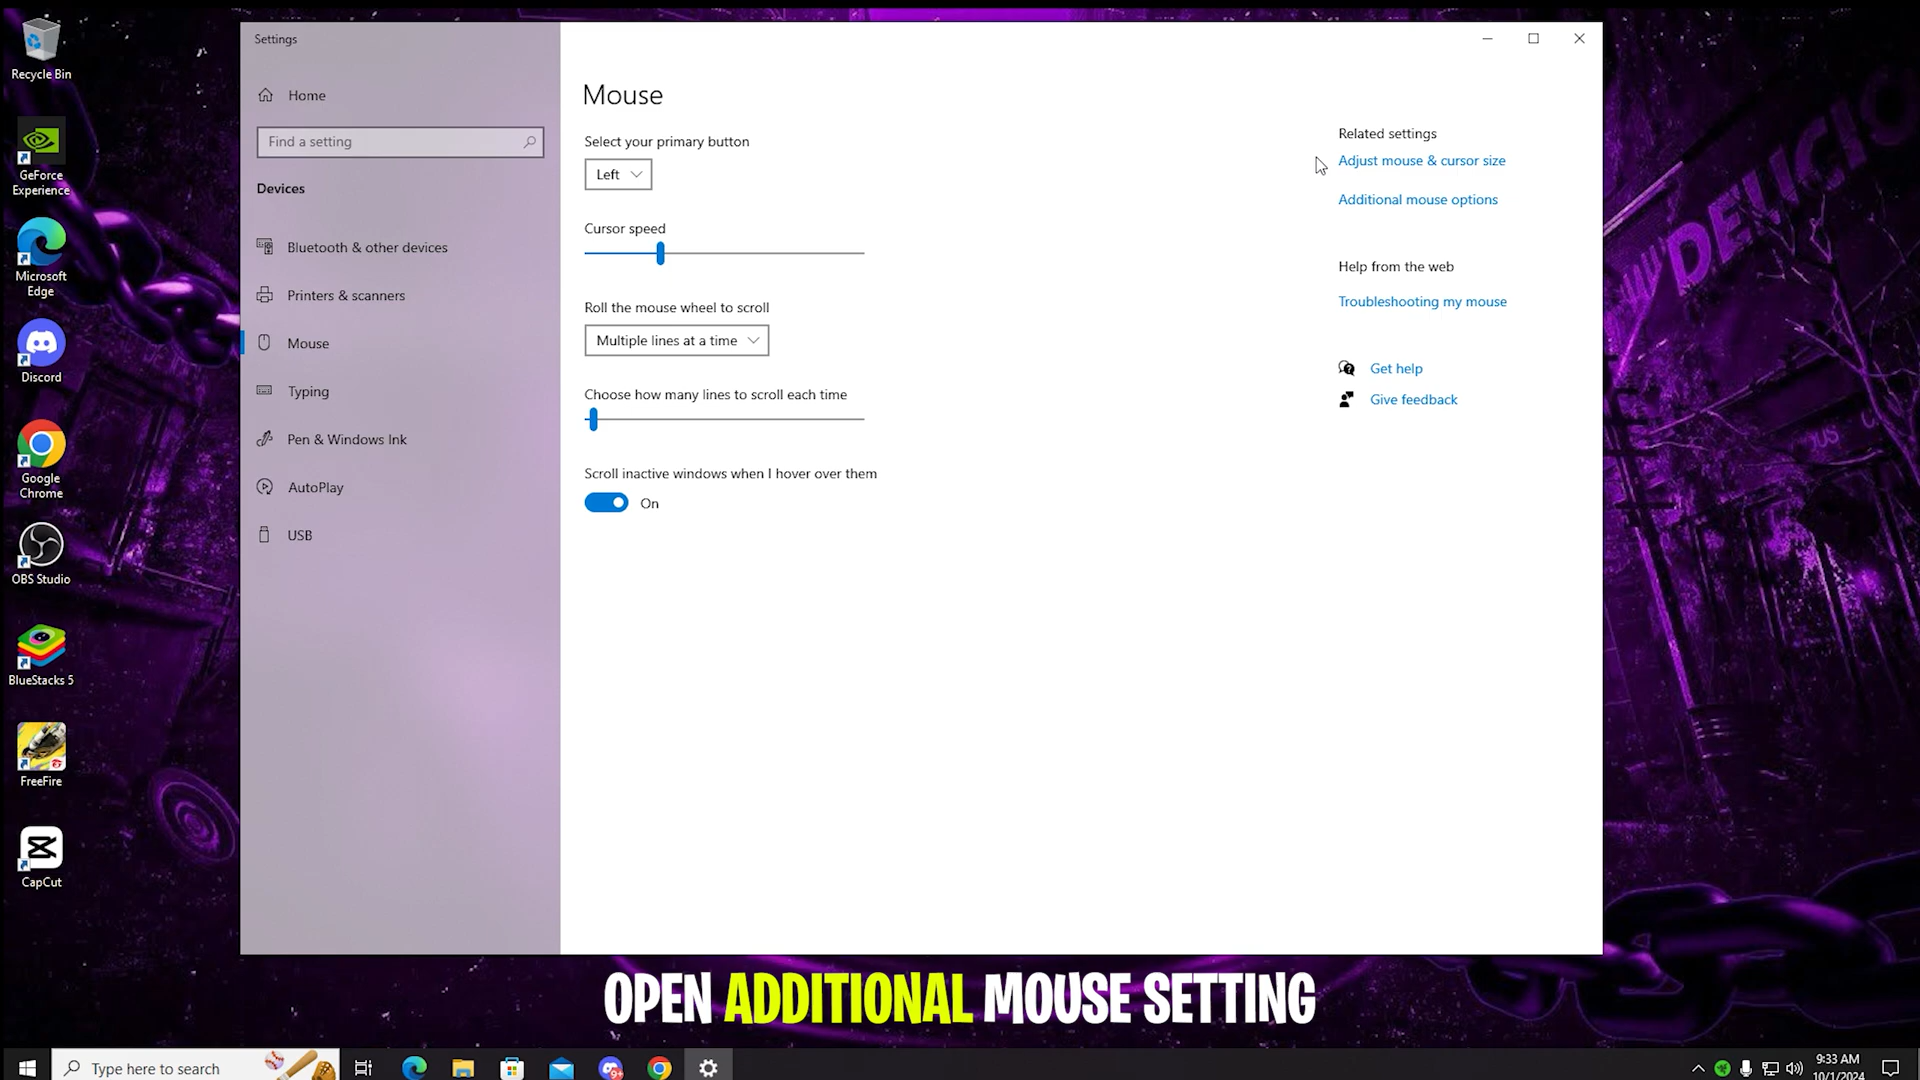 Recycle Bin
GeForce
Experience
Microsoft
Edge
Discord
Google
Chrome
OBS Studio
BlueStacks 5
FreeFire
CapCut
Settings
Home
Find a setting
Devices
Bluetooth & other devices
Printers & scanners
Mouse
Typing
Pen & Windows Ink
AutoPlay
USB
Mouse
Select your primary button
Left
Cursor speed
Roll the mouse wheel to scroll
Multiple lines at a time
Choose how many lines to scroll each time
Scroll inactive windows when I hover over them
On
Related settings
Adjust mouse & cursor size
Additional mouse options
Help from the web
Troubleshooting my mouse
Get help
Give feedback
DELICIO
OPEN ADDITIONAL MOUSE SETTING
Type here to search
9+
9:33 AM
10/1/2024